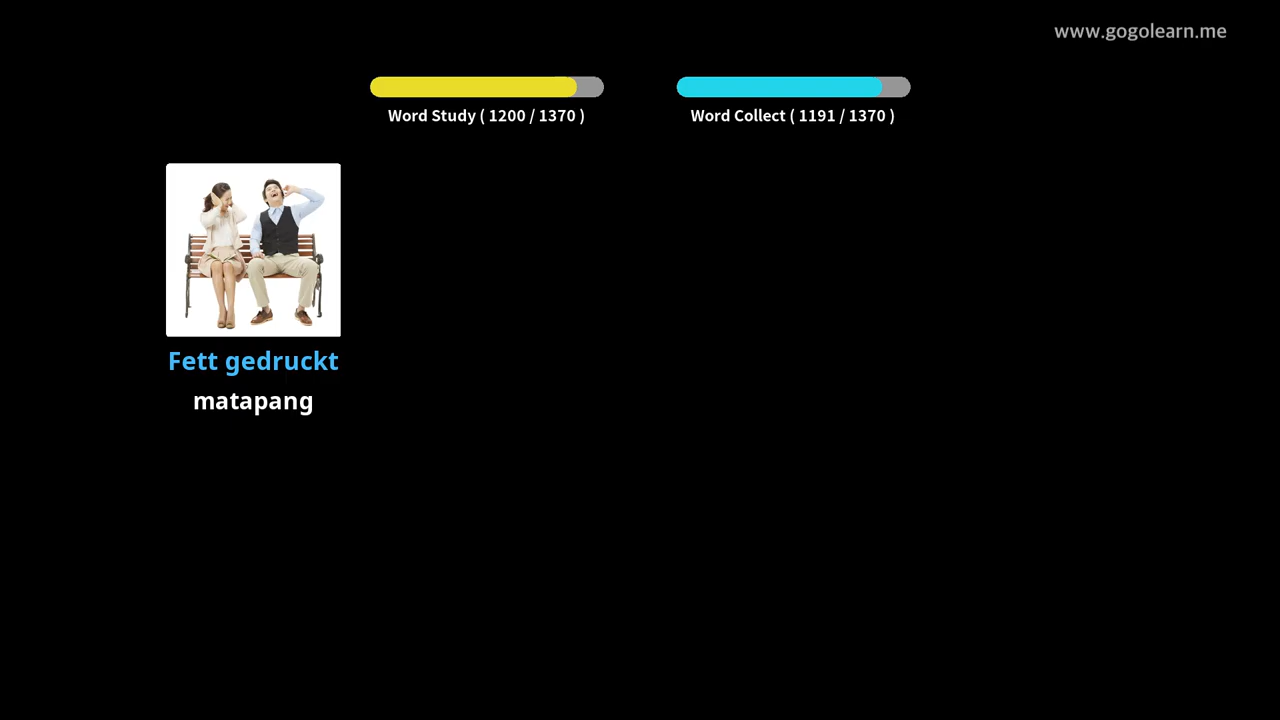 www.gogolearn.me
Word Study ( 1200 / 1370 )
Word Collect ( 1191 / 1370 )
Fett gedruckt
matapang